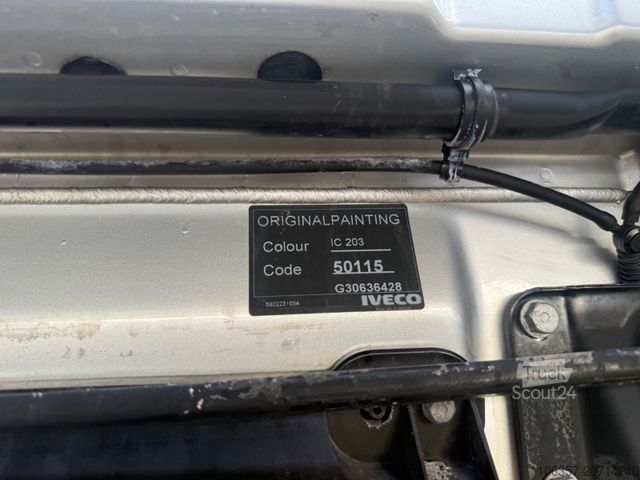 ORIGINALPAINTING
Colour IC 203
Code 50115
G30636428
5802231054 IVECO
Truck
Scout24